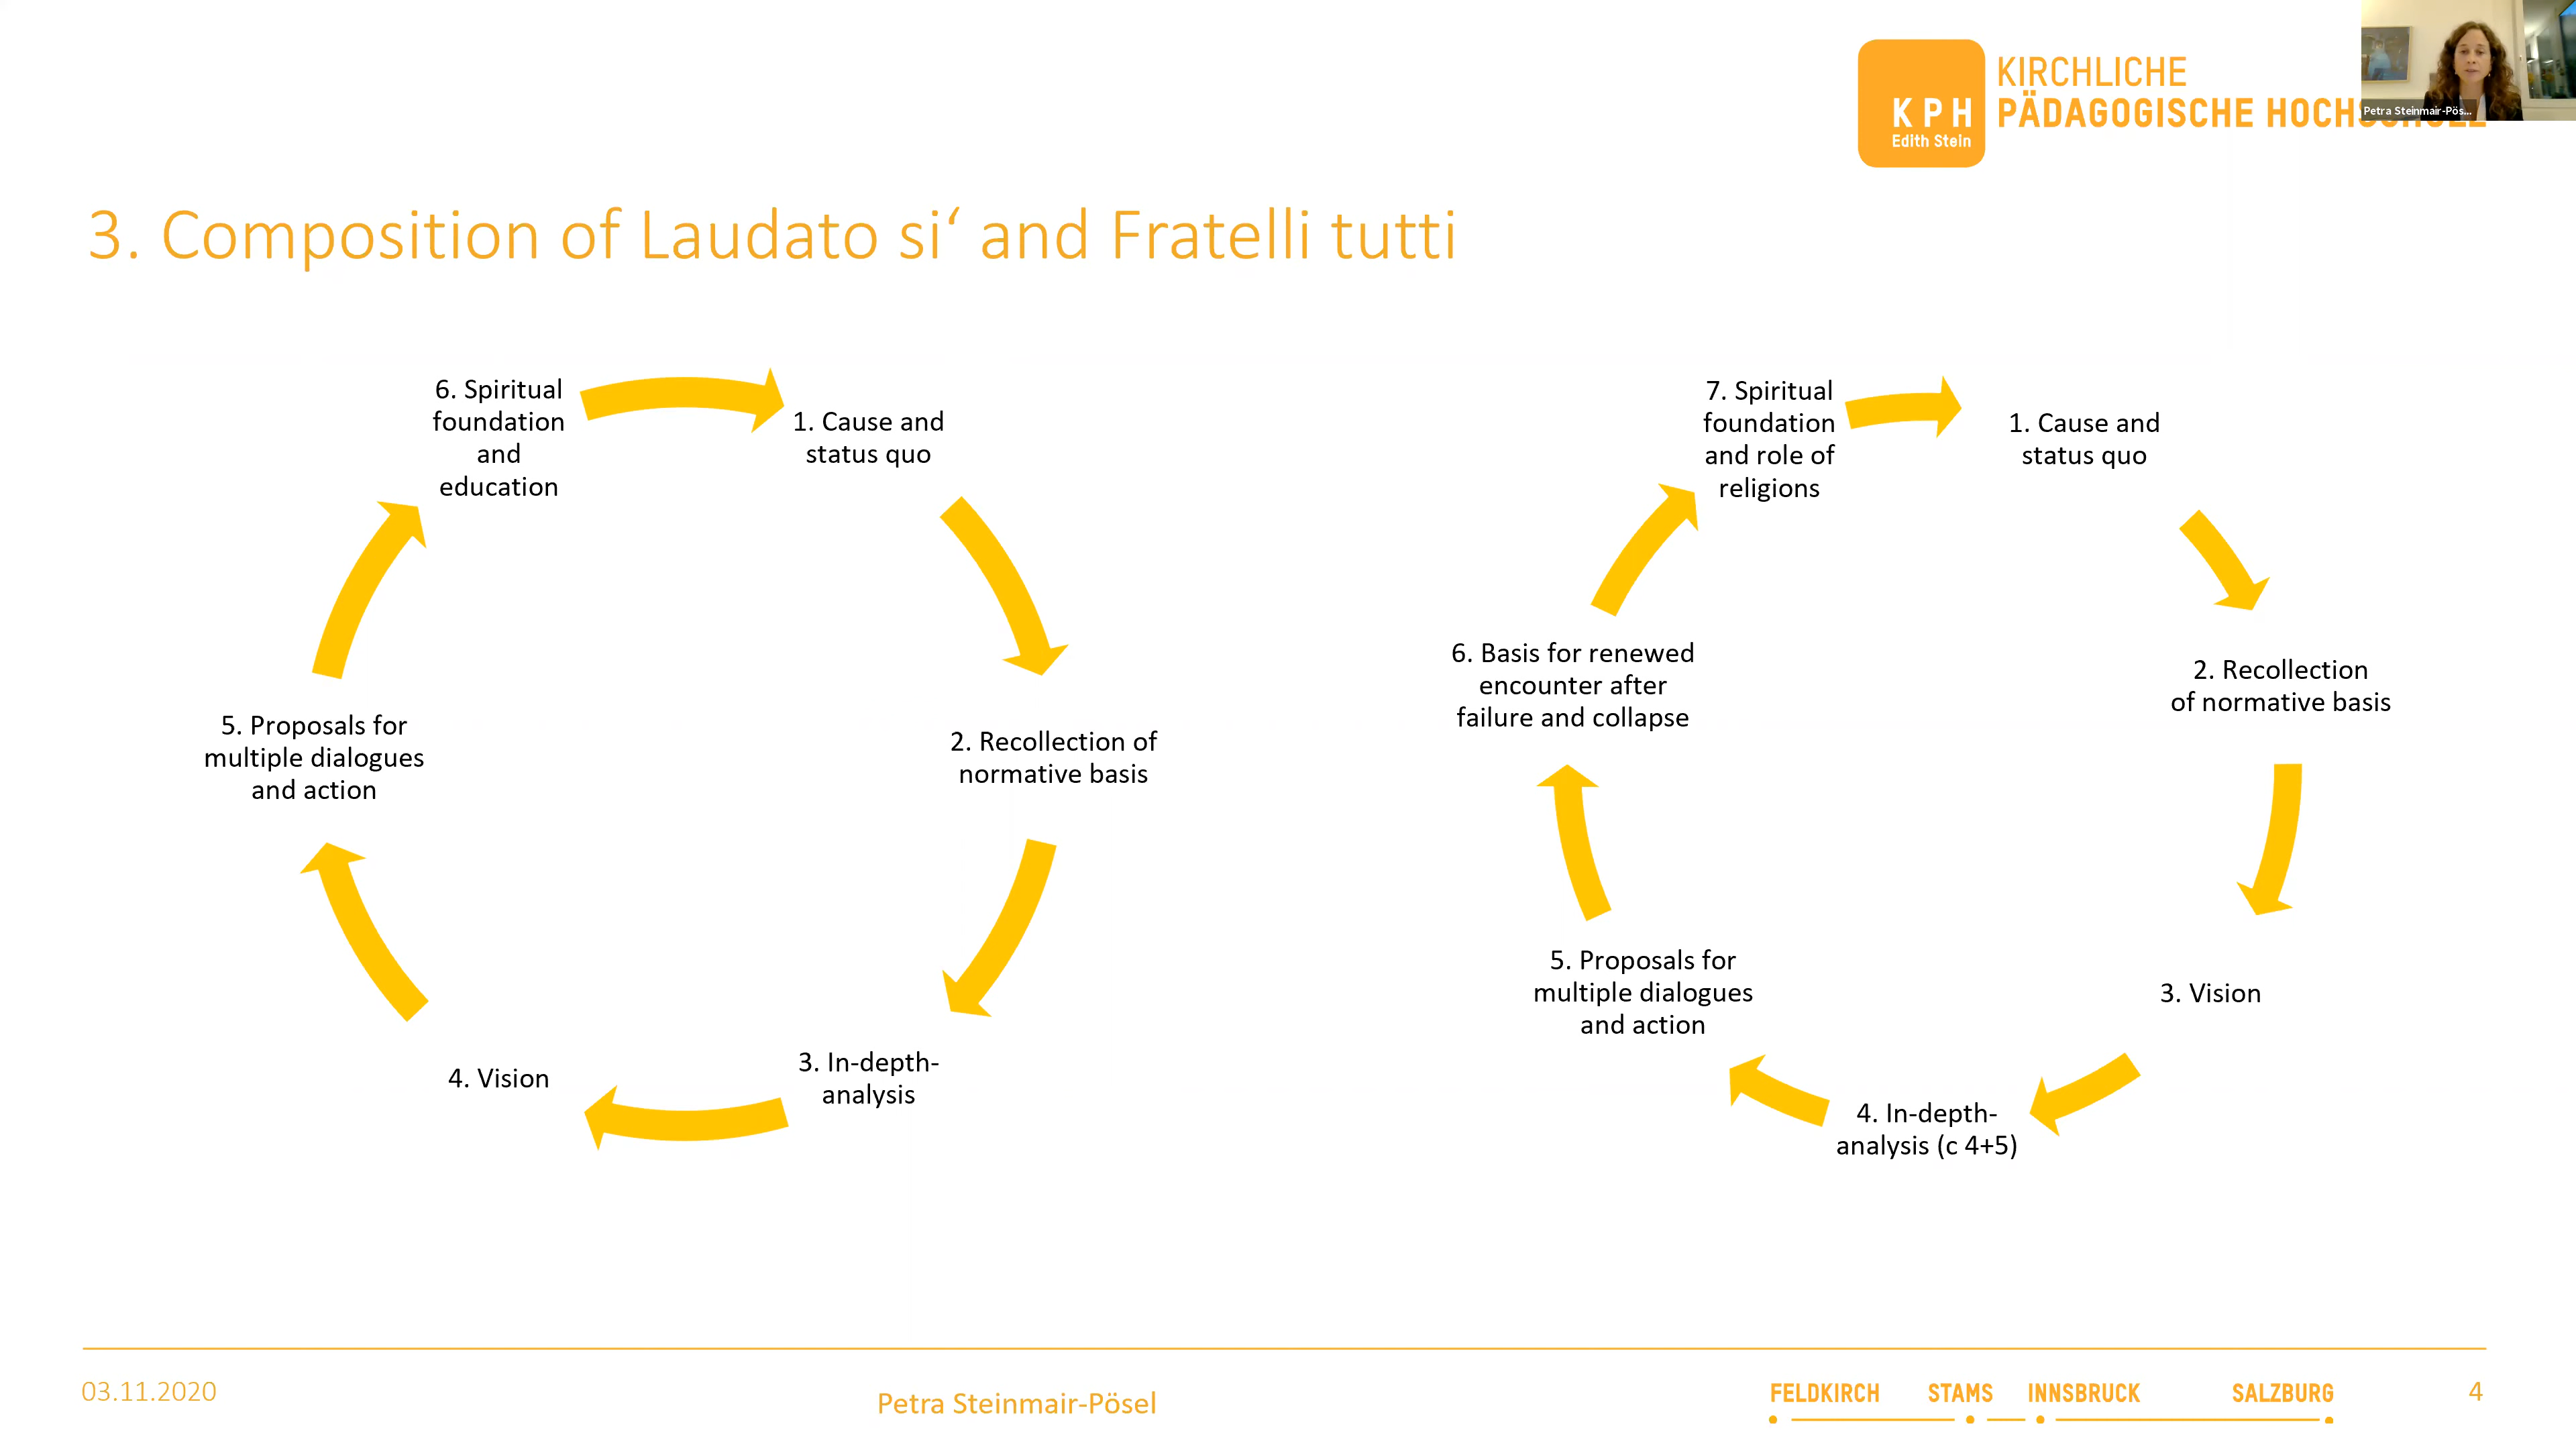 KIRCHLICHE
KPH
PÄDAGOGISCHE
Edith Stein
Petra Steinmair-Pös...
3. Composition of Laudato si‘ and Fratelli tutti
6. Spiritual
foundation
and
education
1. Cause and
status quo
2. Recollection of
normative basis
3. In-depth-
analysis
4. Vision
5. Proposals for
multiple dialogues
and action
7. Spiritual
foundation
and role of
religions
1. Cause and
status quo
2. Recollection
of normative basis
3. Vision
4. In-depth-
analysis (c 4+5)
5. Proposals for
multiple dialogues
and action
6. Basis for renewed
encounter after
failure and collapse
03.11.2020
Petra Steinmair-Pösel
FELDKIRCH STAMS INNSBRUCK SALZBURG
4